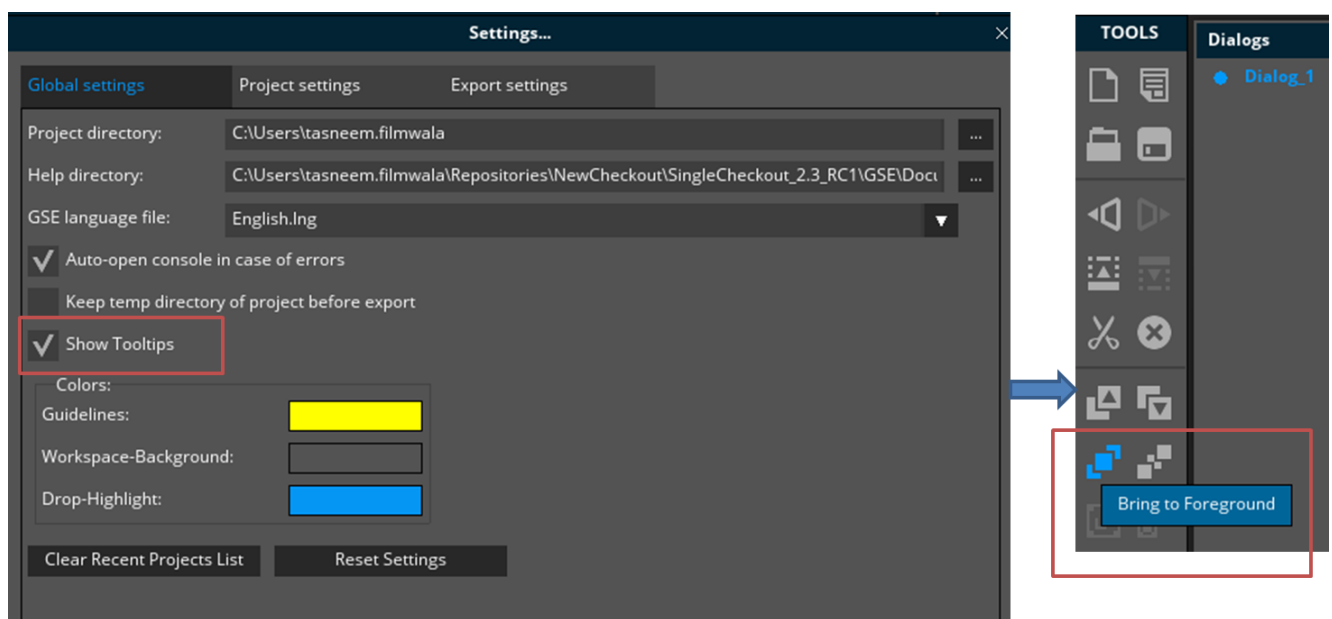 Settings...
Global settings
Project settings
Export settings
Project directory:
C:\Users\tasneem.filmwala
...
Help directory:
C:\Users\tasneem.filmwala\Repositories\NewCheckout\SingleCheckout_2.3_RC1\GSE\Docu
...
GSE language file:
English.lng
Auto-open console in case of errors
Keep temp directory of project before export
Show Tooltips
Colors:
Guidelines:
Workspace-Background:
Drop-Highlight:
Clear Recent Projects List
Reset Settings
TOOLS
Dialogs
Dialog_1
Bring to Foreground